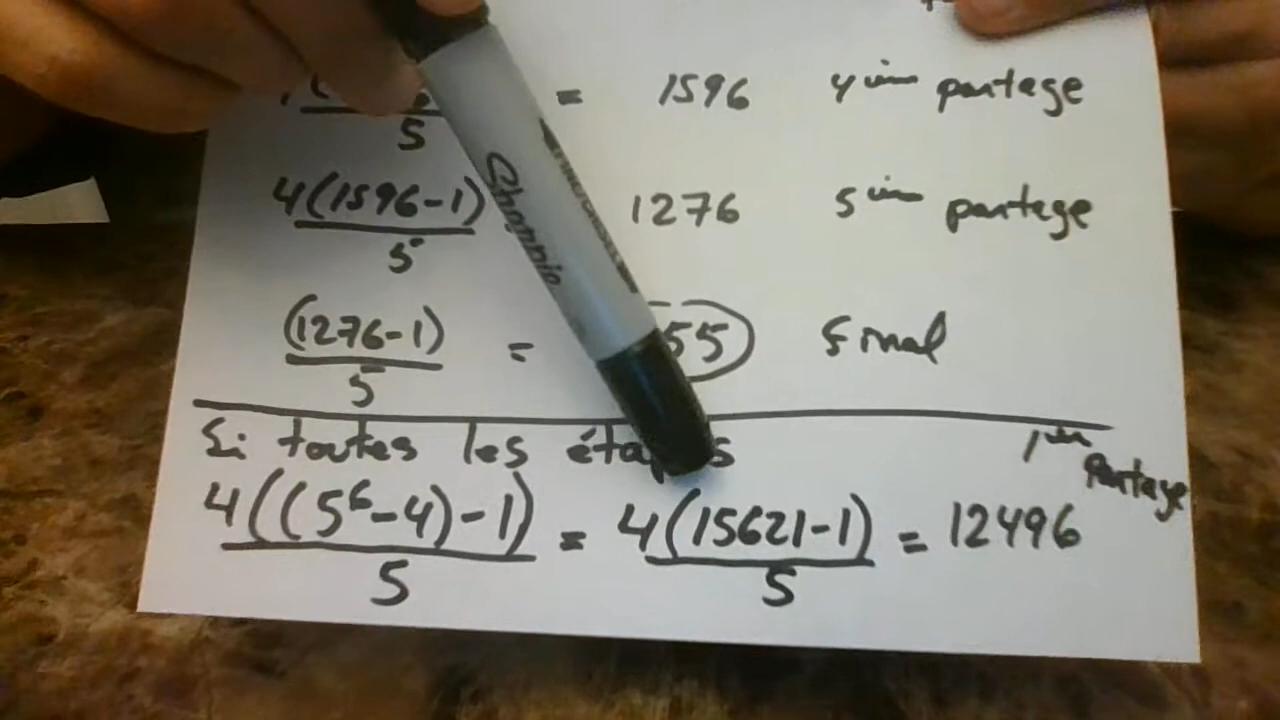 5 = 1596 4ième partage
4(1596-1)
5 1276 5ième partage
(1276-1)
5 = 55 final
Si toutes les étapes 1ière Partage
4((5⁶-4)-1)
5 = 4(15621-1)
5 = 12496
Sharpie